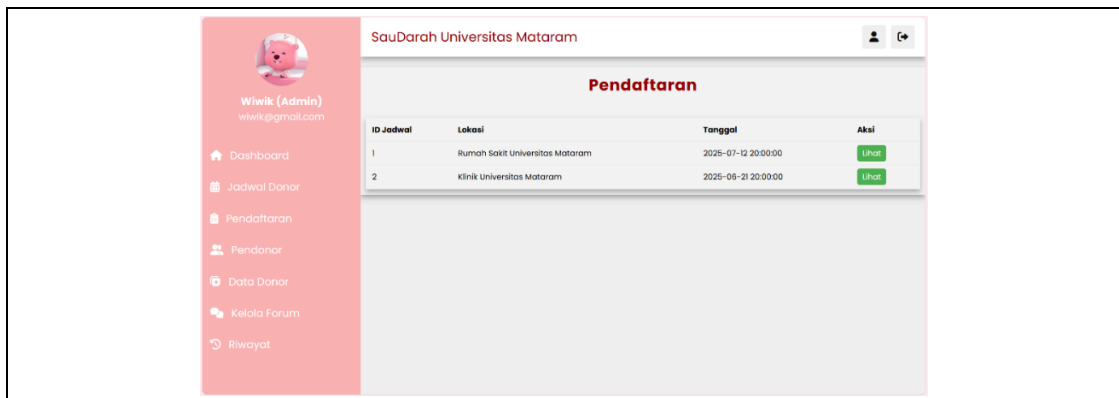 Wiwik (Admin)
wiwik@gmail.com
Dashboard
Jadwal Donor
Pendaftaran
Pendonor
Data Donor
Kelola Forum
Riwayat
SauDarah Universitas Mataram
Pendaftaran
ID Jadwal Lokasi Tanggal Aksi
1 Rumah Sakit Universitas Mataram 2025-07-12 20:00:00 Lihat
2 Klinik Universitas Mataram 2025-06-21 20:00:00 Lihat